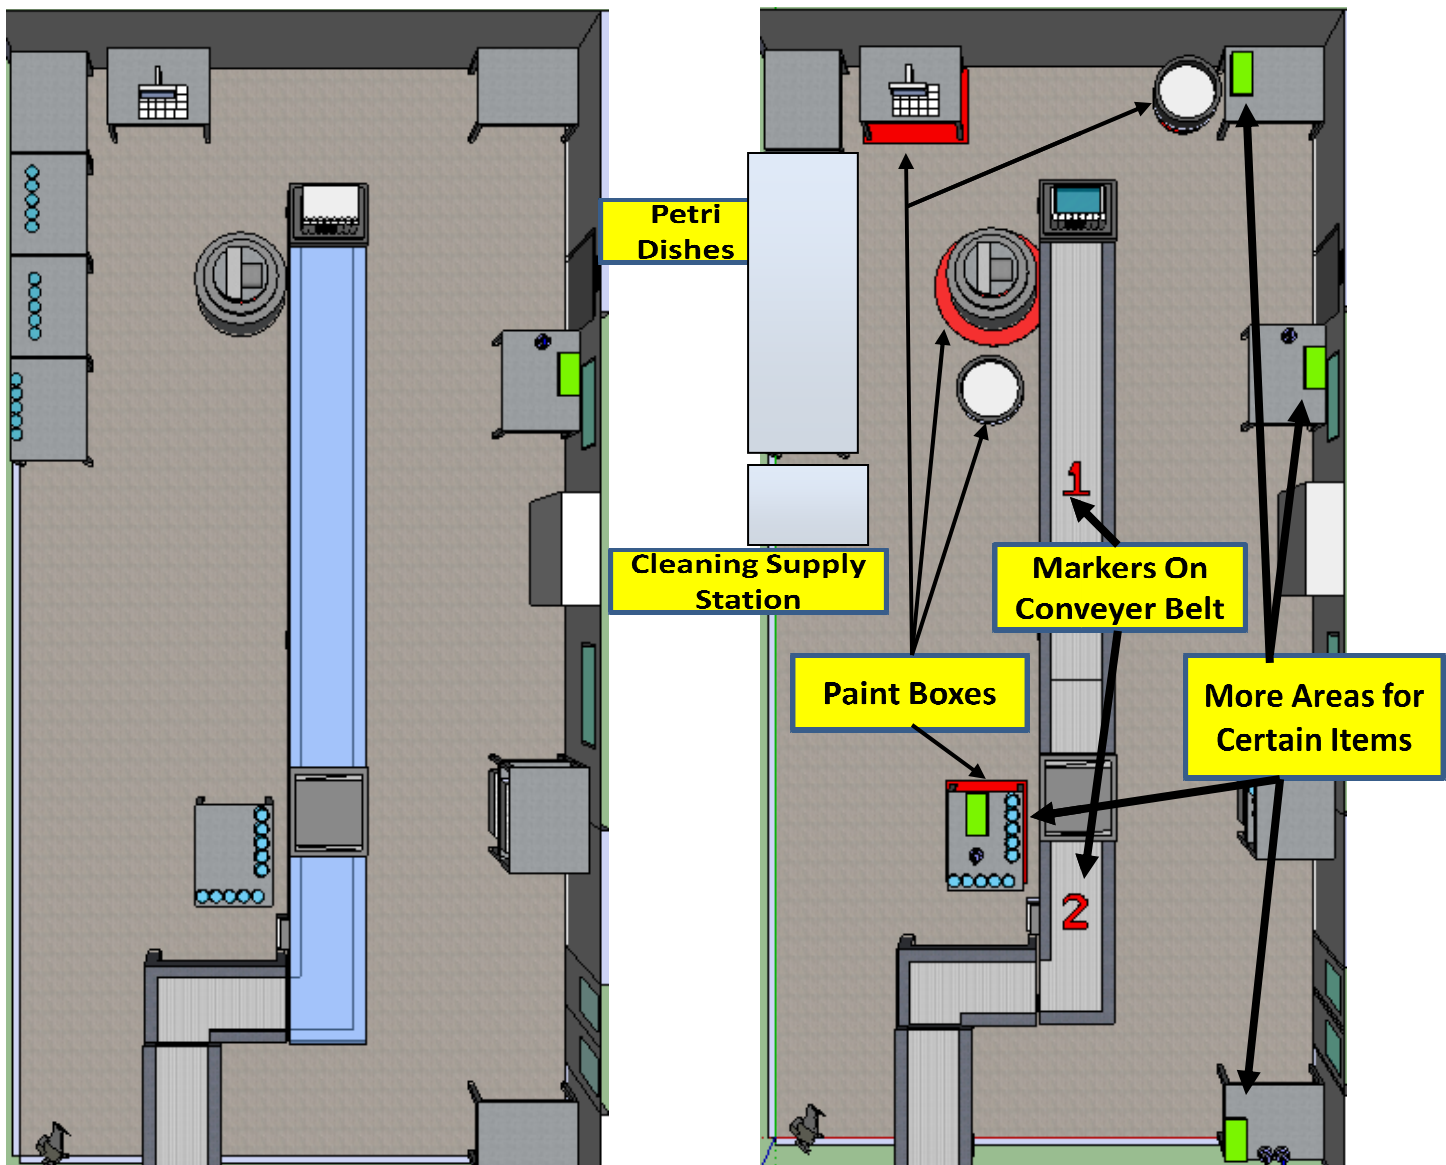 Petri
Dishes
1
Cleaning Supply
Station
Markers On
Conveyer Belt
Paint Boxes
More Areas for
Certain Items
2